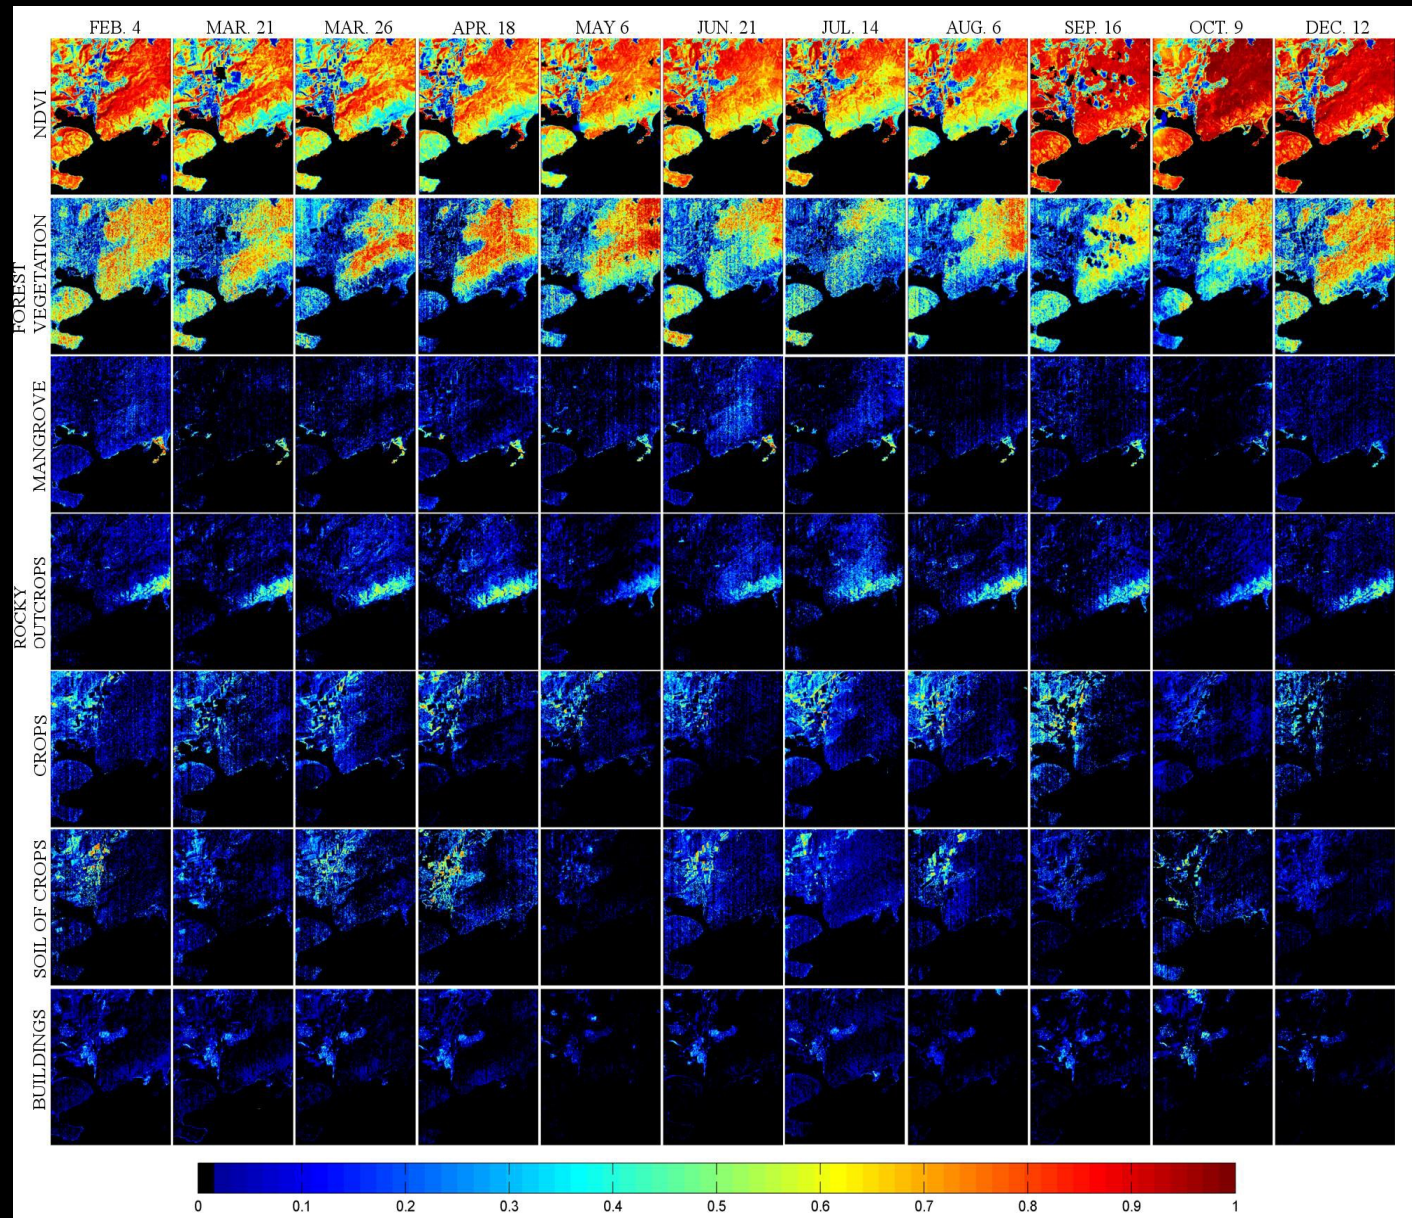 FEB. 4 MAR. 21 MAR. 26 APR. 18 MAY 6 JUN. 21 JUL. 14 AUG. 6 SEP. 16 OCT. 9 DEC. 12
NDVI
FOREST
VEGETATION
MANGROVE
ROCKY
OUTCROPS
CROPS
SOIL OF CROPS
BUILDINGS
0 0.1 0.2 0.3 0.4 0.5 0.6 0.7 0.8 0.9 1